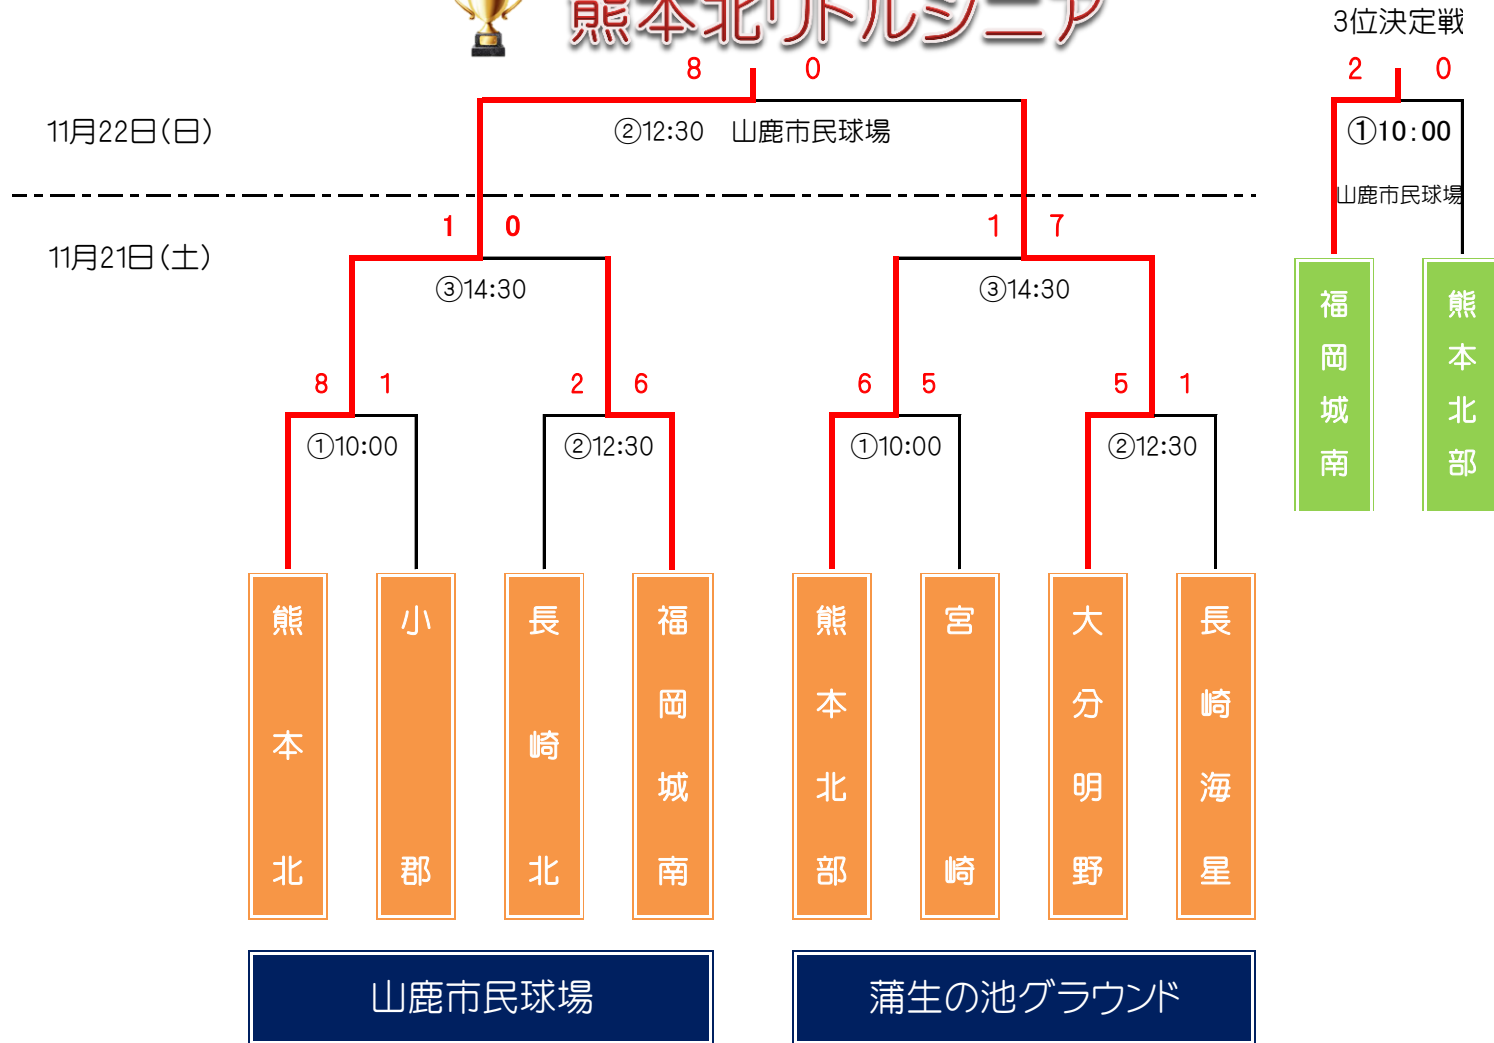 熊本北リトルシニア
3位決定戦
8 0
2 0
11月22日(日)
②12:30 山鹿市民球場
①10:00
山鹿市民球場
1 0
1 7
11月21日(土)
③14:30
③14:30
福岡城南
熊本北部
8 1
2 6
6 5
5 1
①10:00
②12:30
①10:00
②12:30
熊本北
小郡
長崎北
福岡城南
熊本北部
宮崎
大分明野
長崎海星
山鹿市民球場
蒲生の池グラウンド